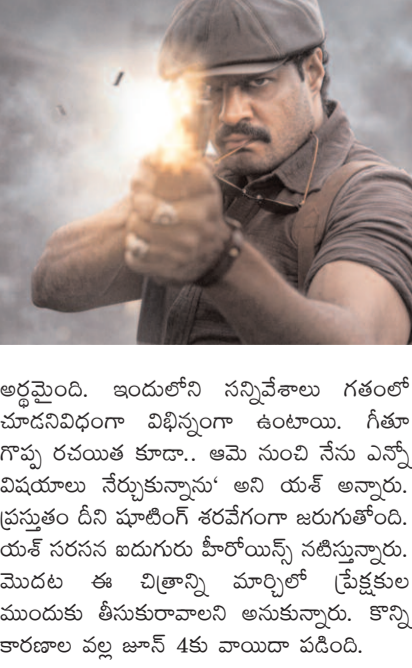 అర్థమైంది. ఇందులోని సన్నివేశాలు గతంలో
చూడనివిధంగా విభిన్నంగా ఉంటాయి. గీతూ
గొప్ప రచయిత కూడా.. ఆమె నుంచి నేను ఎన్నో
విషయాలు నేర్చుకున్నాను‘ అని యశ్ అన్నారు.
ప్రస్తుతం దీని షూటింగ్ శరవేగంగా జరుగుతోంది.
యశ్ సరసన ఐదుగురు హీరోయిన్స్ నటిస్తున్నారు.
మొదట ఈ చిత్రాన్ని మార్చిలో ప్రేక్షకుల
ముందుకు తీసుకురావాలని అనుకున్నారు. కొన్ని
కారణాల వల్ల జూన్ 4కు వాయిదా పడింది.